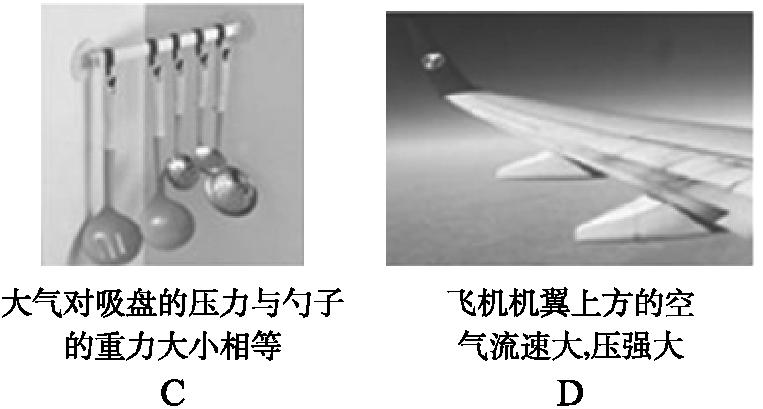 大气对吸盘的压力与勺子
的重力大小相等
C
飞机机翼上方的空
气流速大,压强大
D